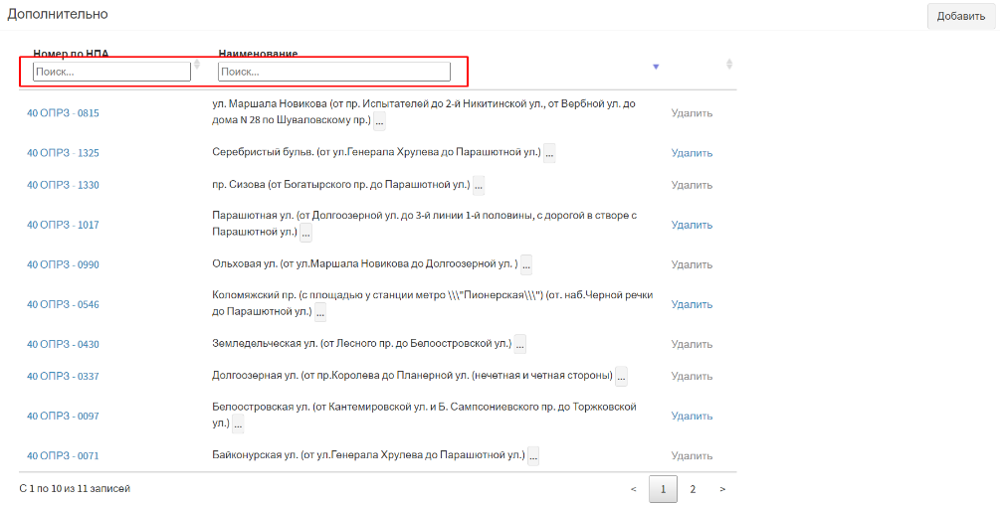 Дополнительно
Добавить
Номер по НПА Наименование
Поиск... Поиск...
40 ОПРЗ - 0815 ул. Маршала Новикова (от пр. Испытателей до 2-й Никитинской ул., от Вербной ул. до
дома N 28 по Шуваловскому пр.) ... Удалить
40 ОПРЗ - 1325 Серебристый бульв. (от ул.Генерала Хрулева до Парашютной ул.) ... Удалить
40 ОПРЗ - 1330 пр. Сизова (от Богатырского пр. до Парашютной ул.) ... Удалить
40 ОПРЗ - 1017 Парашютная ул. (от Долгоозерной ул. до 3-й линии 1-й половины, с дорогой в створе с
Парашютной ул.) ... Удалить
40 ОПРЗ - 0990 Ольховая ул. (от ул.Маршала Новикова до Долгоозерной ул. ) ... Удалить
40 ОПРЗ - 0546 Коломяжский пр. (с площадью у станции метро \\\"Пионерская\\\") (от. наб.Черной речки
до Парашютной ул.) ... Удалить
40 ОПРЗ - 0430 Земледельческая ул. (от Лесного пр. до Белоостровской ул.) ... Удалить
40 ОПРЗ - 0337 Долгоозерная ул. (от пр.Королева до Планерной ул. (нечетная и четная стороны) ... Удалить
40 ОПРЗ - 0097 Белоостровская ул. (от Кантемировской ул. и Б. Сампсониевского пр. до Торжковской
ул.) ... Удалить
40 ОПРЗ - 0071 Байконурская ул. (от ул.Генерала Хрулева до Парашютной ул.) ... Удалить
С 1 по 10 из 11 записей < 1 2 >